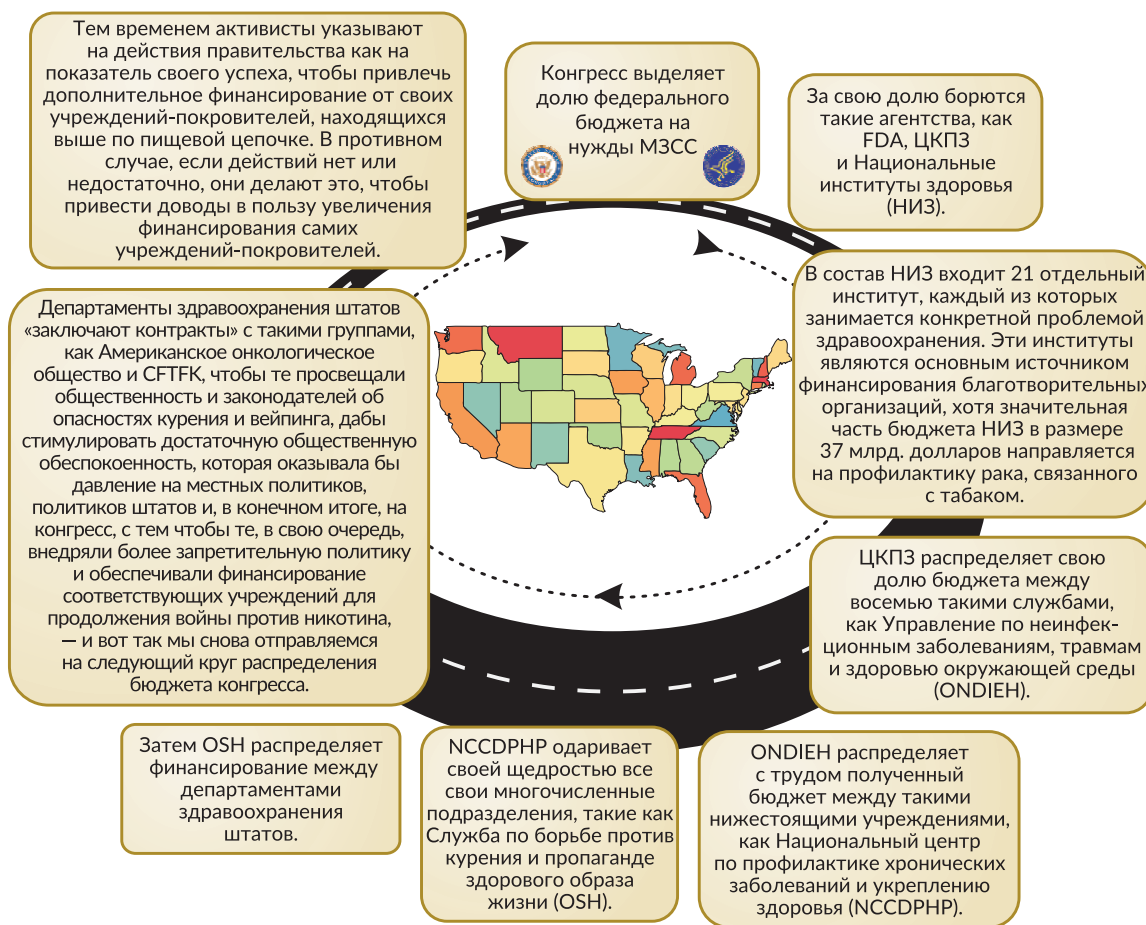 Тем временем активисты указывают
на действия правительства как на
показатель своего успеха, чтобы привлечь
дополнительное финансирование от своих
учреждений-покровителей, находящихся
выше по пищевой цепочке. В противном
случае, если действий нет или
недостаточно, они делают это, чтобы
привести доводы в пользу увеличения
финансирования самих
учреждений-покровителей.
Конгресс выделяет
долю федерального
бюджета на
нужды МЗСС
За свою долю борются
такие агентства, как
FDA, ЦКПЗ
и Национальные
институты здоровья
(НИЗ).
В состав НИЗ входит 21 отдельный
институт, каждый из которых
занимается конкретной проблемой
здравоохранения. Эти институты
являются основным источником
финансирования благотворительных
организаций, хотя значительная
часть бюджета НИЗ в размере
37 млрд. долларов направляется
на профилактику рака, связанного
с табаком.
ЦКПЗ распределяет свою
долю бюджета между
восемью такими службами,
как Управление по неинфек-
ционным заболеваниям, травмам
и здоровью окружающей среды
(ONDIEH).
ONDIEH распределяет
с трудом полученный
бюджет между такими
нижестоящими учреждениями,
как Национальный центр
по профилактике хронических
заболеваний и укреплению
здоровья (NCCDPHP).
NCCDPHP одаривает
своей щедростью все
свои многочисленные
подразделения, такие как
Служба по борьбе против
курения и пропаганде
здорового образа
жизни (OSH).
Затем OSH распределяет
финансирование между
департаментами
здравоохранения
штатов.
Департаменты здравоохранения штатов
«заключают контракты» с такими группами,
как Американское онкологическое
общество и CFTFK, чтобы те просвещали
общественность и законодателей об
опасностях курения и вейпинга, дабы
стимулировать достаточную общественную
обеспокоенность, которая оказывала бы
давление на местных политиков,
политиков штатов и, в конечном итоге, на
конгресс, с тем чтобы те, в свою очередь,
внедряли более запретительную политику
и обеспечивали финансирование
соответствующих учреждений для
продолжения войны против никотина,
— и вот так мы снова отправляемся
на следующий круг распределения
бюджета конгресса.